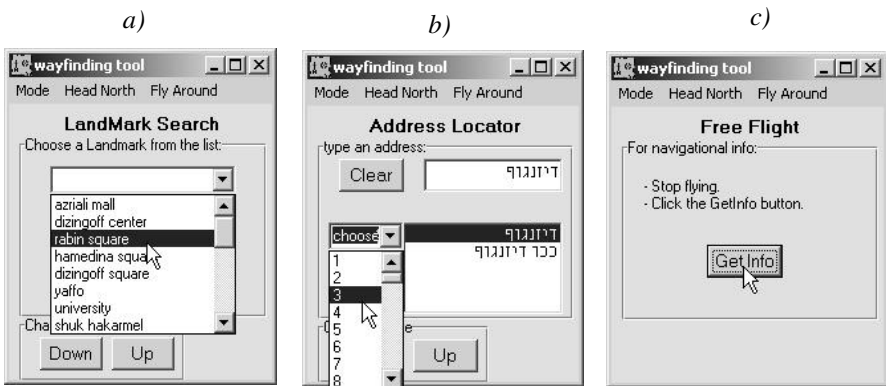 a)
b)
c)
wayfinding tool
Mode Head North Fly Around
LandMark Search
Choose a Landmark from the list:
azriali mall
dizingoff center
rabin square
hamedina squa
dizingoff square
yaffo
university
shuk hakarmel
Cha
Down Up
wayfinding tool
Mode Head North Fly Around
Address Locator
type an address:
Clear דיזנגוף
choose דיזנגוף
ככר דיזנגוף
1
2
3
4
5
6
7
8
e
Up
wayfinding tool
Mode Head North Fly Around
Free Flight
For navigational info:
- Stop flying.
- Click the GetInfo button.
Get Info